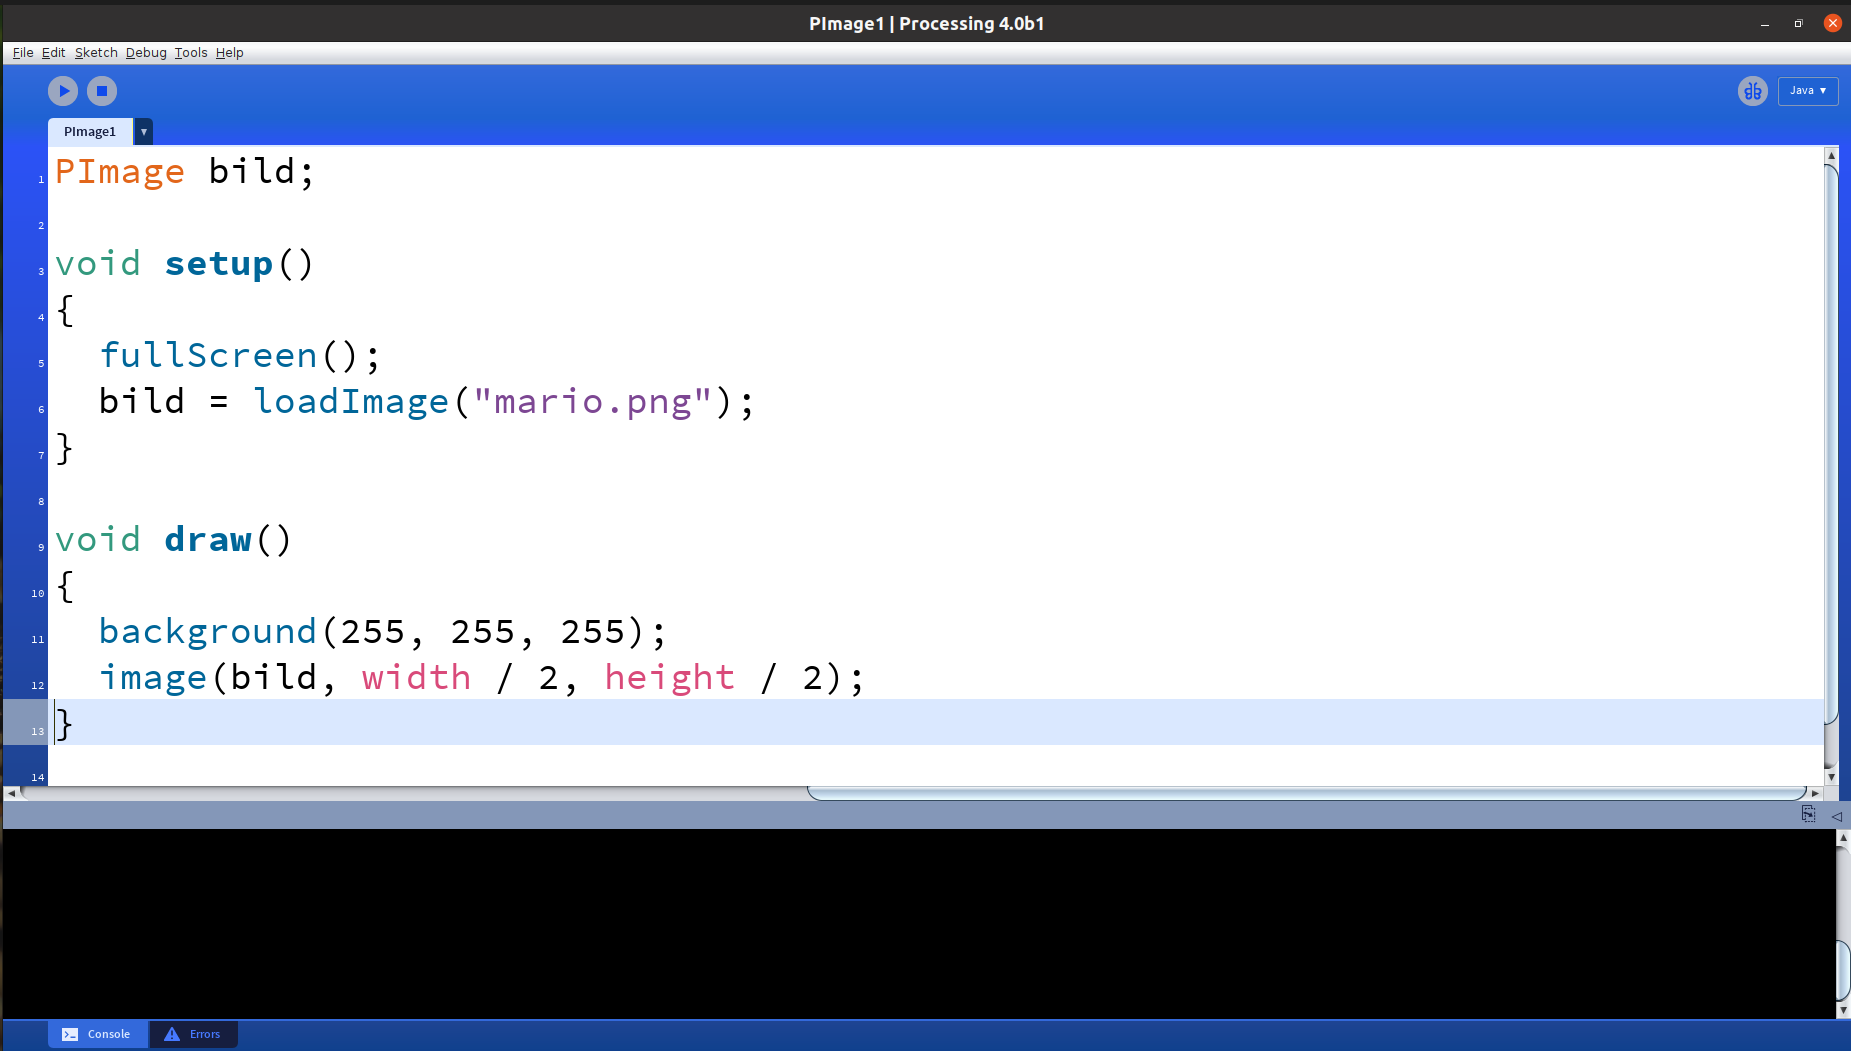 PImage1 | Processing 4.0b1
File Edit Sketch Debug Tools Help
Java
PImage1
1 PImage bild;
2
3 void setup()
4 {
5   fullScreen();
6   bild = loadImage("mario.png");
7 }
8
9 void draw()
10 {
11   background(255, 255, 255);
12   image(bild, width / 2, height / 2);
13 }
14
Console Errors